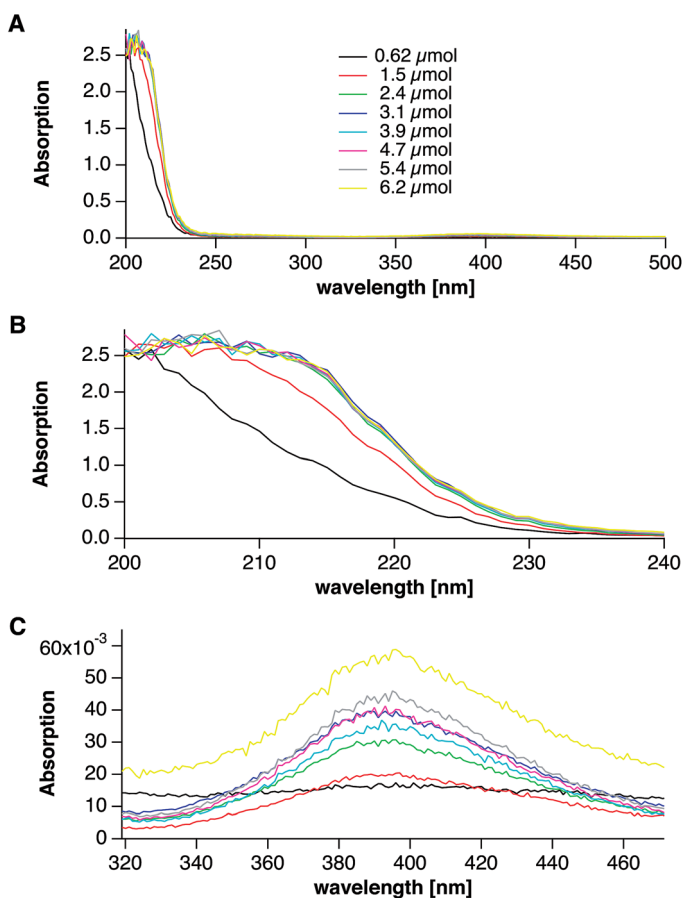 A
Absorption
2.5
2.0
1.5
1.0
0.5
0.0
0.62 µmol
1.5 µmol
2.4 µmol
3.1 µmol
3.9 µmol
4.7 µmol
5.4 µmol
6.2 µmol
200 250 300 350 400 450 500
wavelength [nm]
B
Absorption
2.5
2.0
1.5
1.0
0.5
0.0
200 210 220 230 240
wavelength [nm]
C
Absorption
60x10⁻³
50
40
30
20
10
0
320 340 360 380 400 420 440 460
wavelength [nm]